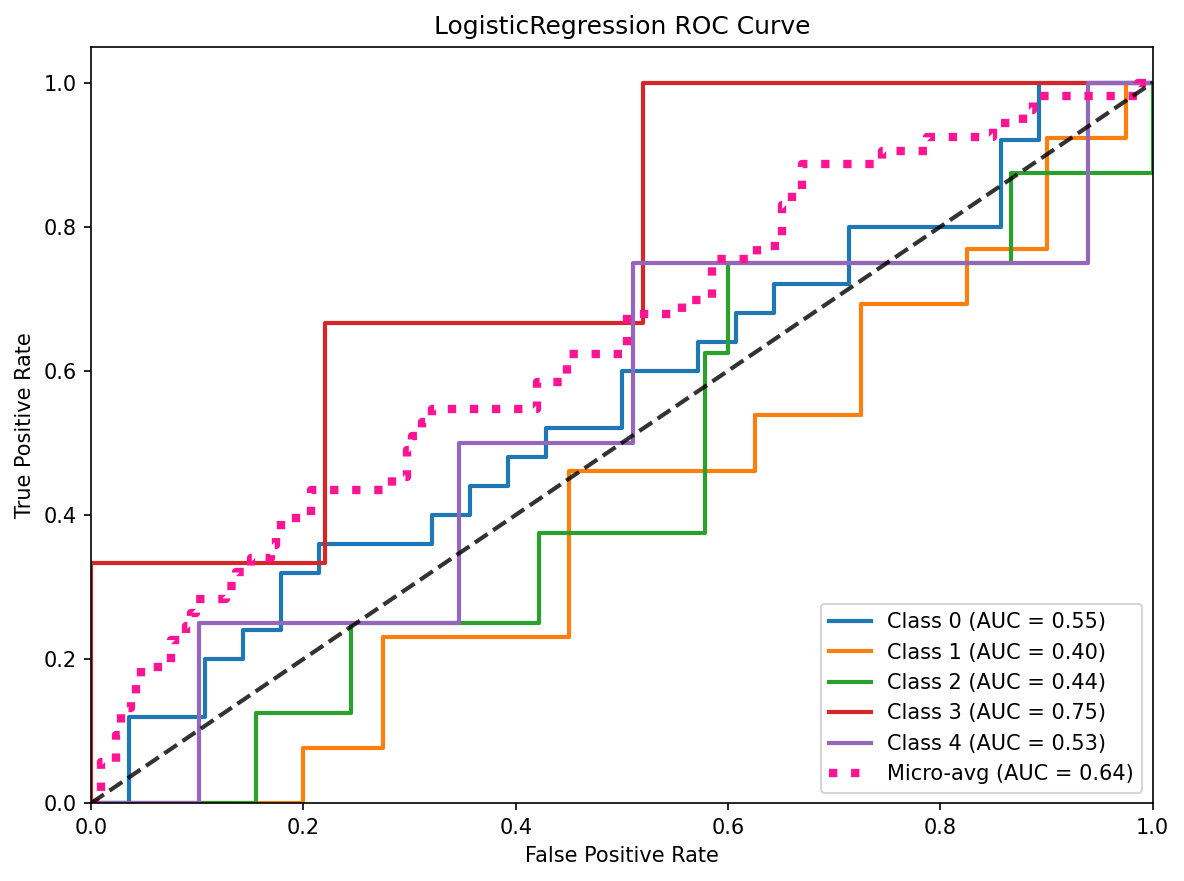 LogisticRegression ROC Curve
True Positive Rate
1.0
0.8
0.6
0.4
0.2
0.0
Class 0 (AUC = 0.55)
Class 1 (AUC = 0.40)
Class 2 (AUC = 0.44)
Class 3 (AUC = 0.75)
Class 4 (AUC = 0.53)
Micro-avg (AUC = 0.64)
0.0 0.2 0.4 0.6 0.8 1.0
False Positive Rate